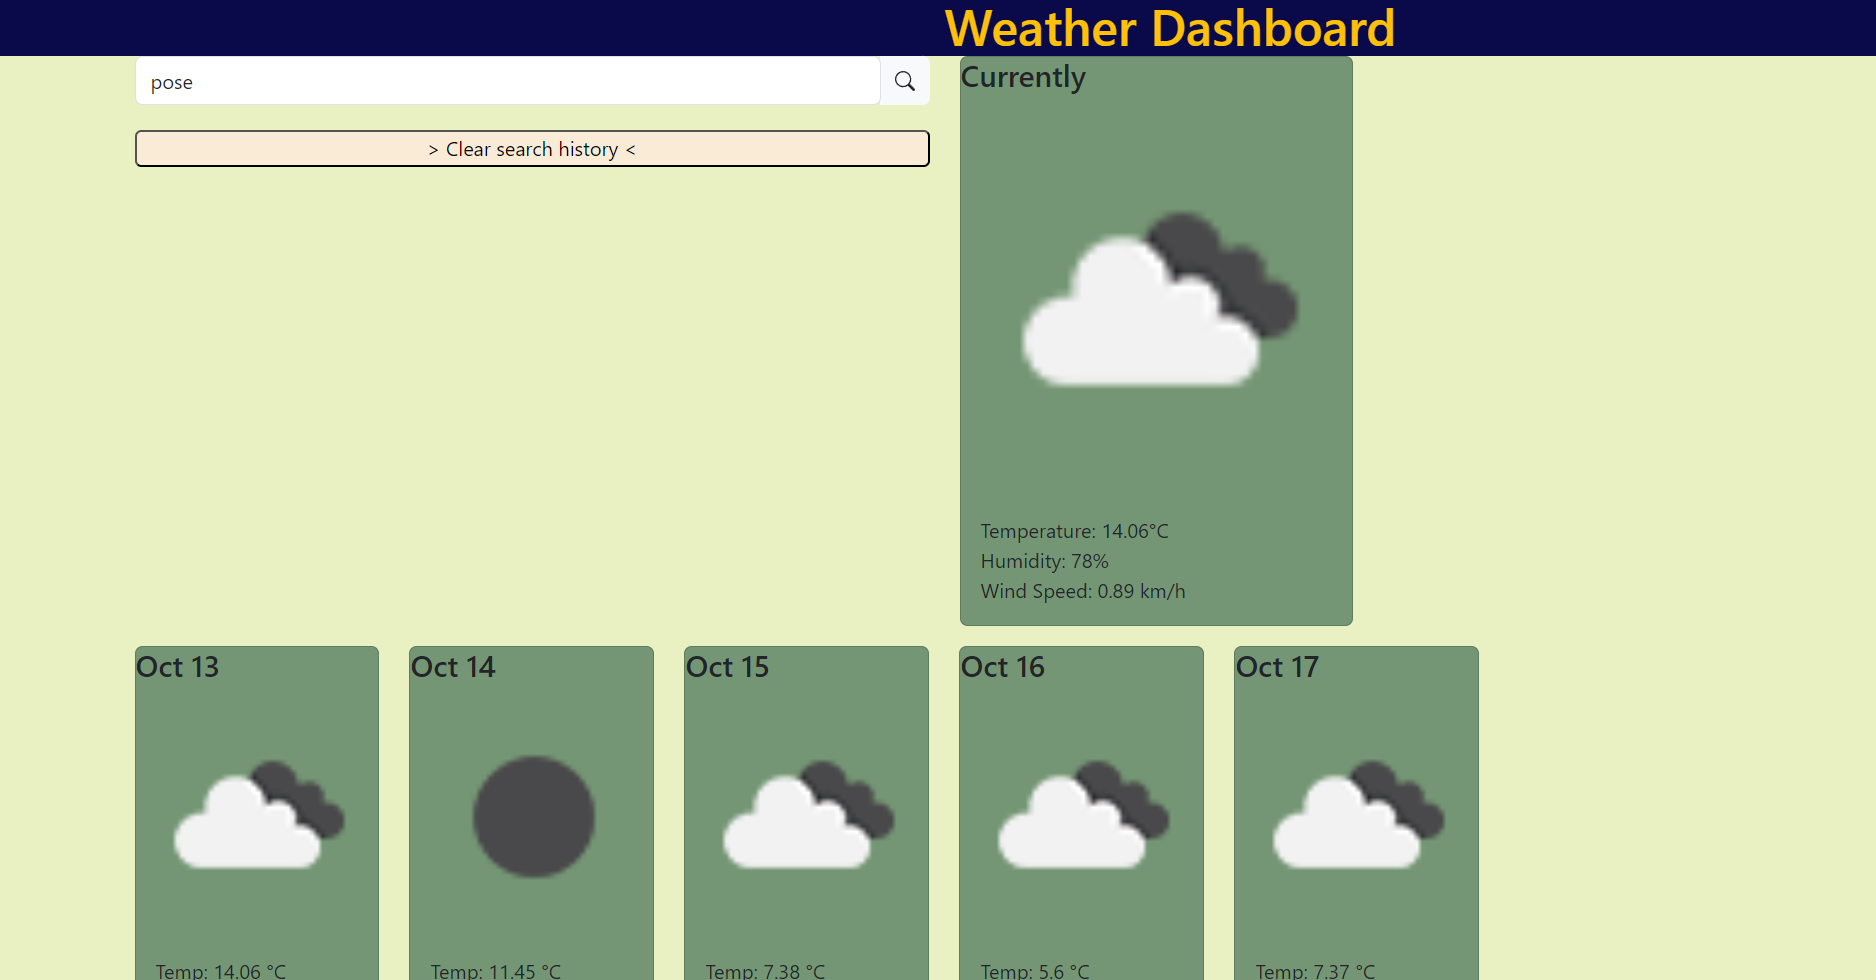 Weather Dashboard
pose
> Clear search history <
Currently
Temperature: 14.06°C
Humidity: 78%
Wind Speed: 0.89 km/h
Oct 13
Oct 14
Oct 15
Oct 16
Oct 17
Temp: 14.06 °C
Temp: 11.45 °C
Temp: 7.38 °C
Temp: 5.6 °C
Temp: 7.37 °C